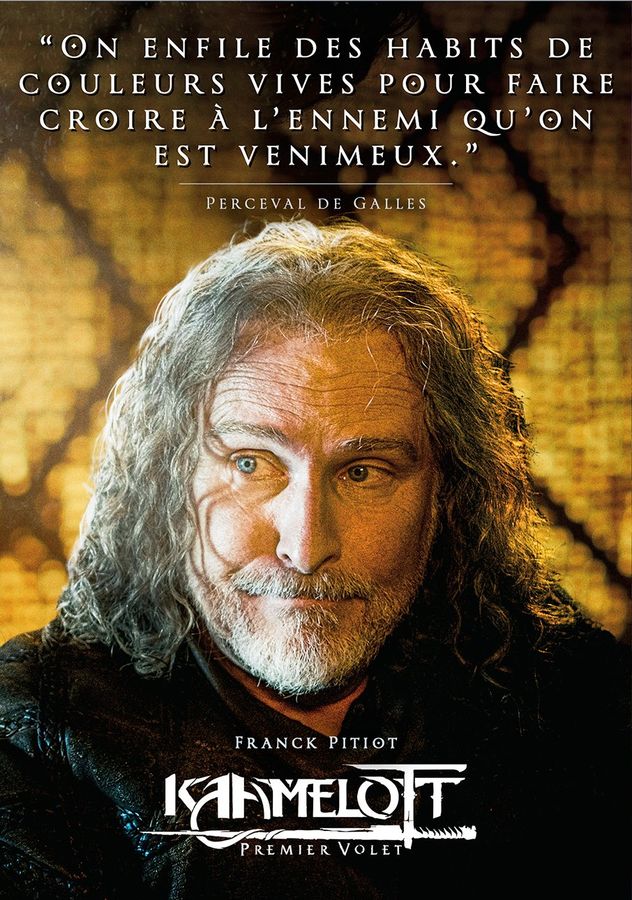 “On enfile des habits de
couleurs vives pour faire
croire à l’ennemi qu’on
est venimeux.”
Perceval de Galles
Franck Pitiot
KAAMELOTT
Premier Volet